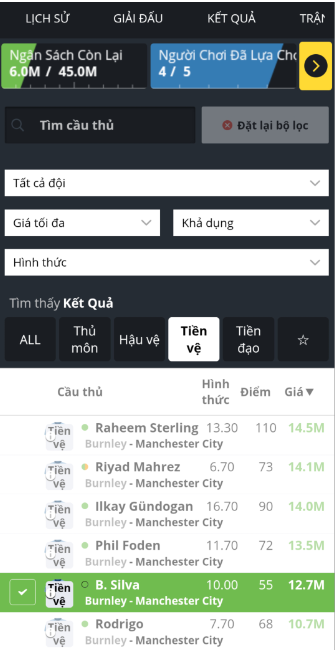 LỊCH SỬ GIẢI ĐẤU KẾT QUẢ TRẬN
Ngân Sách Còn Lại
6.0M / 45.0M
Người Chơi Đã Lựa Chọ
4 / 5
Tìm cầu thủ
Đặt lại bộ lọc
Tất cả đội
Giá tối đa
Khả dụng
Hình thức
Tìm thấy Kết Quả
ALL
Thủ môn
Hậu vệ
Tiền vệ
Tiền đạo
Cầu thủ Hình thức Điểm Giá▼
Tiền vệ Raheem Sterling 13.30 110 14.5M
Burnley - Manchester City
Tiền vệ Riyad Mahrez 6.70 73 14.1M
Burnley - Manchester City
Tiền vệ Ilkay Gündogan 16.70 90 14.0M
Burnley - Manchester City
Tiền vệ Phil Foden 11.70 72 13.5M
Burnley - Manchester City
Tiền vệ B. Silva 10.00 55 12.7M
Burnley - Manchester City
Tiền vệ Rodrigo 7.70 68 10.7M
Burnley - Manchester City